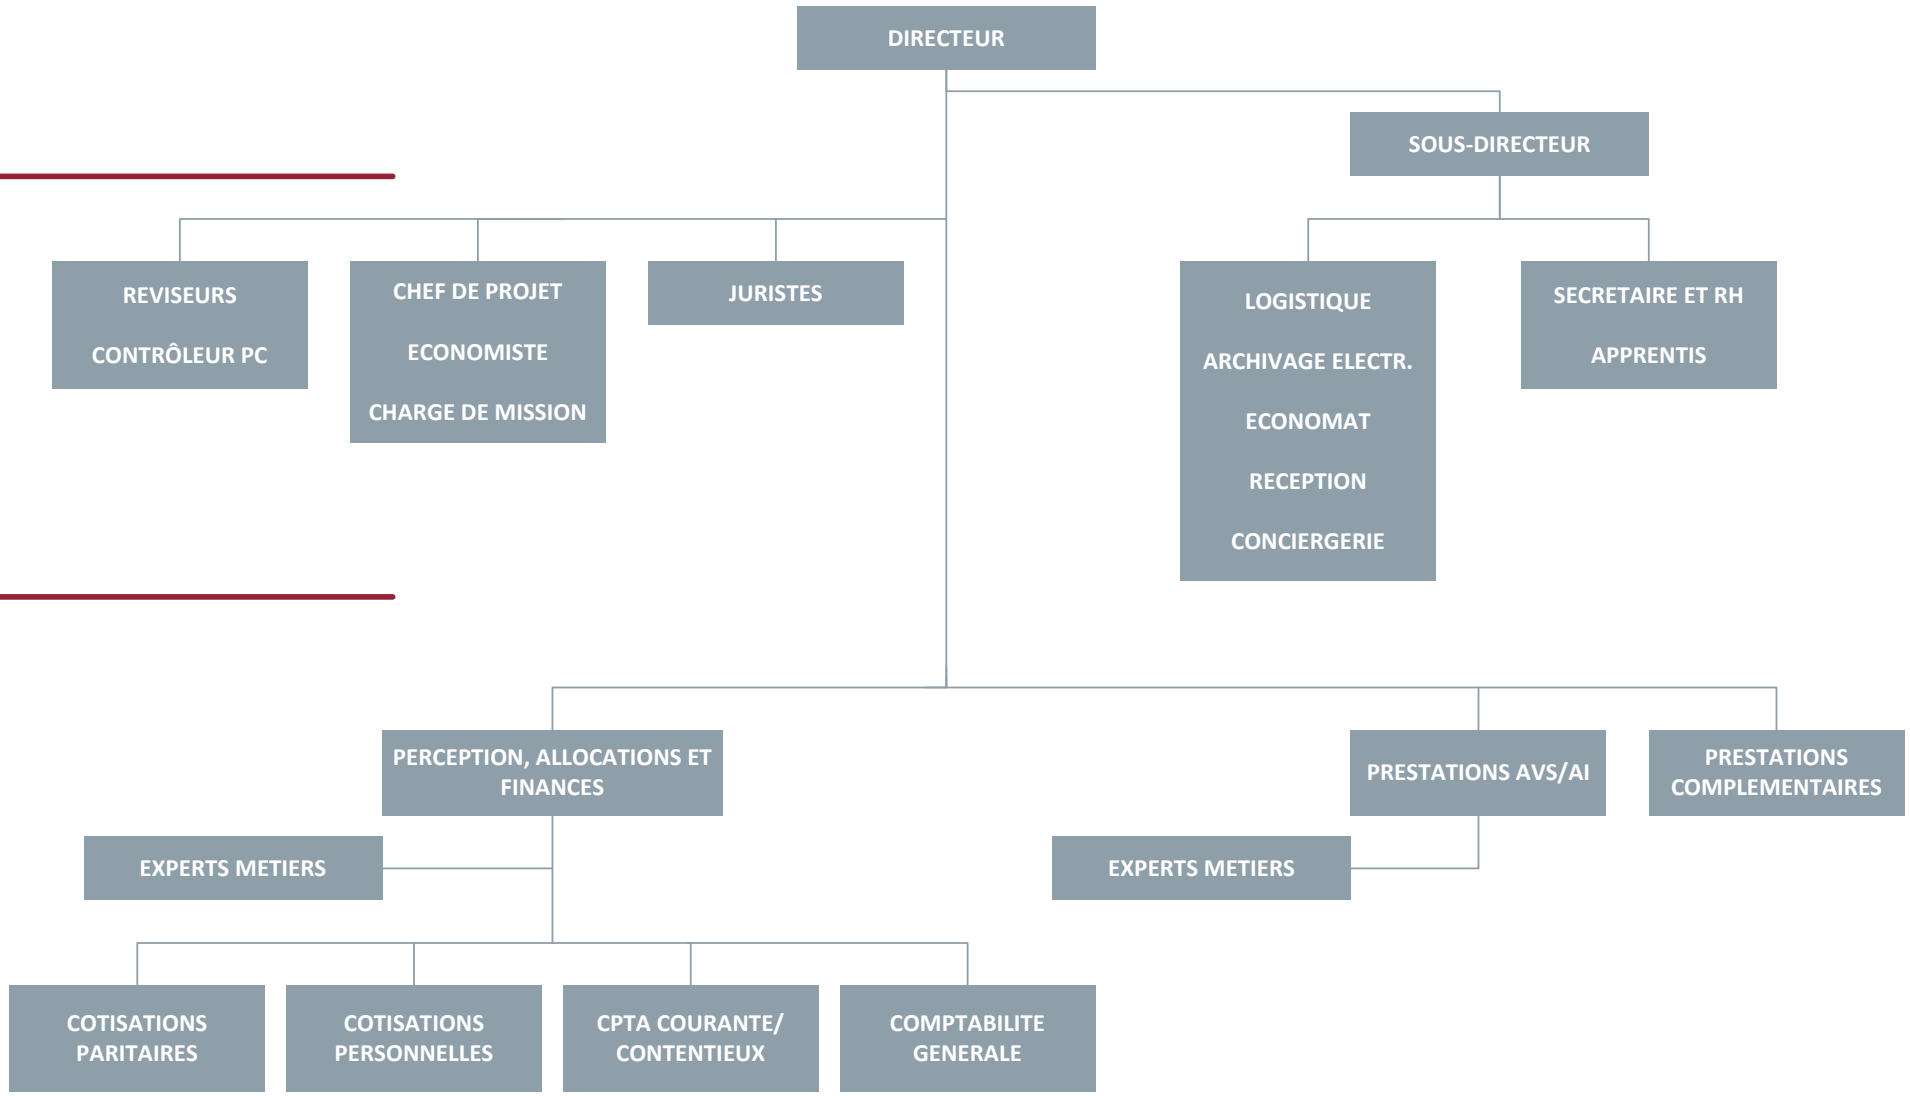 DIRECTEUR
SOUS-DIRECTEUR
REVISEURS
CONTRÔLEUR PC
CHEF DE PROJET
ECONOMISTE
CHARGE DE MISSION
JURISTES
LOGISTIQUE
ARCHIVAGE ELECTR.
ECONOMAT
RECEPTION
CONCIERGERIE
SECRETAIRE ET RH
APPRENTIS
PERCEPTION, ALLOCATIONS ET
FINANCES
PRESTATIONS AVS/AI
PRESTATIONS
COMPLEMENTAIRES
EXPERTS METIERS
EXPERTS METIERS
COTISATIONS
PARITAIRES
COTISATIONS
PERSONNELLES
CPTA COURANTE/
CONTENTIEUX
COMPTABILITE
GENERALE